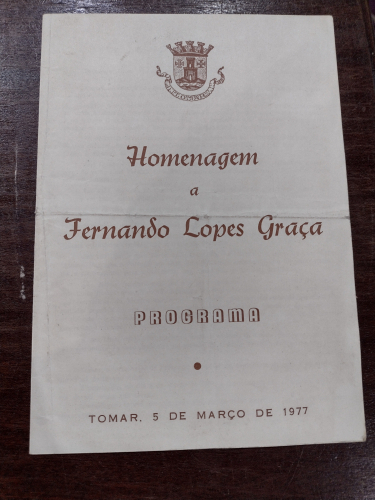 Homenagem
a
Fernando Lopes Graça
PROGRAMA
TOMAR, 5 DE MARÇO DE 1977